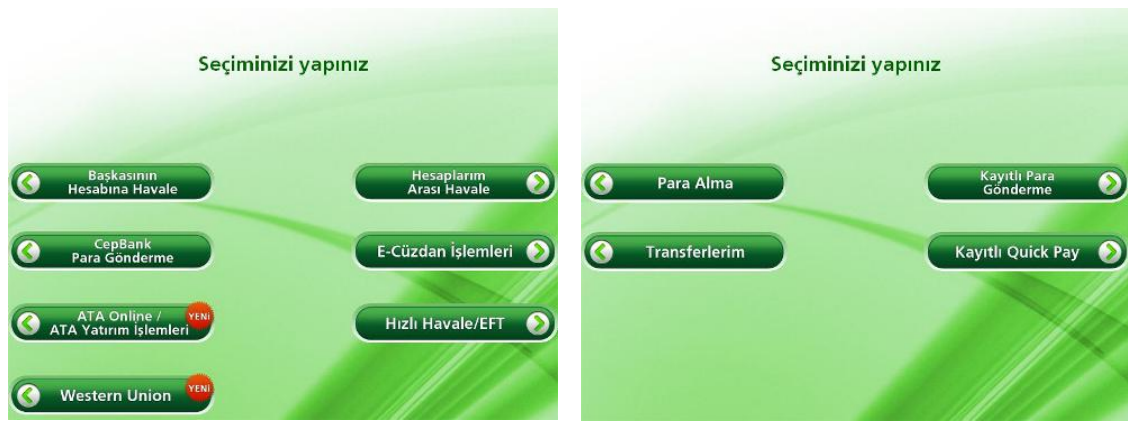 Seçiminizi yapınız
Başkasının
Hesabına Havale
Hesaplarım
Arası Havale
CepBank
Para Gönderme
E-Cüzdan İşlemleri
ATA Online /
ATA Yatırım İşlemleri
YENİ
Hızlı Havale/EFT
Western Union
YENİ
Seçiminizi yapınız
Para Alma
Kayıtlı Para
Gönderme
Transferlerim
Kayıtlı Quick Pay